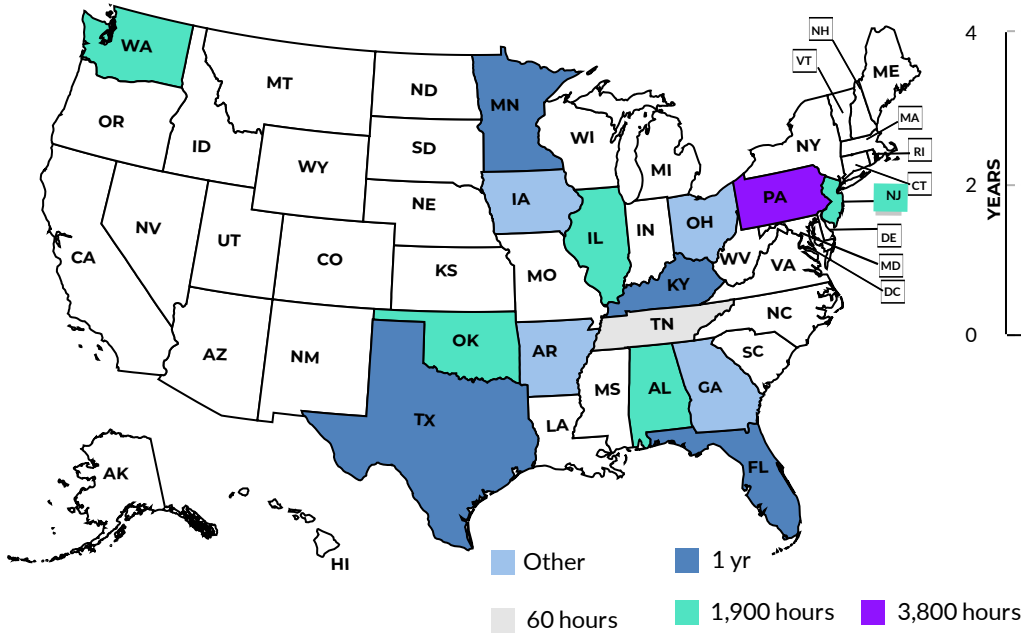 NH
4
WA
VT
ME
MT
ND
MN
OR
MA
WI
NY
ID
SD
RI
WY
MI
CT
2
NE
IA
PA
NJ
YEARS
NV
UT
OH
IN
IL
DE
CA
CO
WV
VA
MD
KS
MO
KY
DC
NC
TN
0
AZ
NM
OK
AR
SC
MS
AL
GA
TX
LA
FL
AK
HI
Other
1 yr
60 hours
1,900 hours
3,800 hours